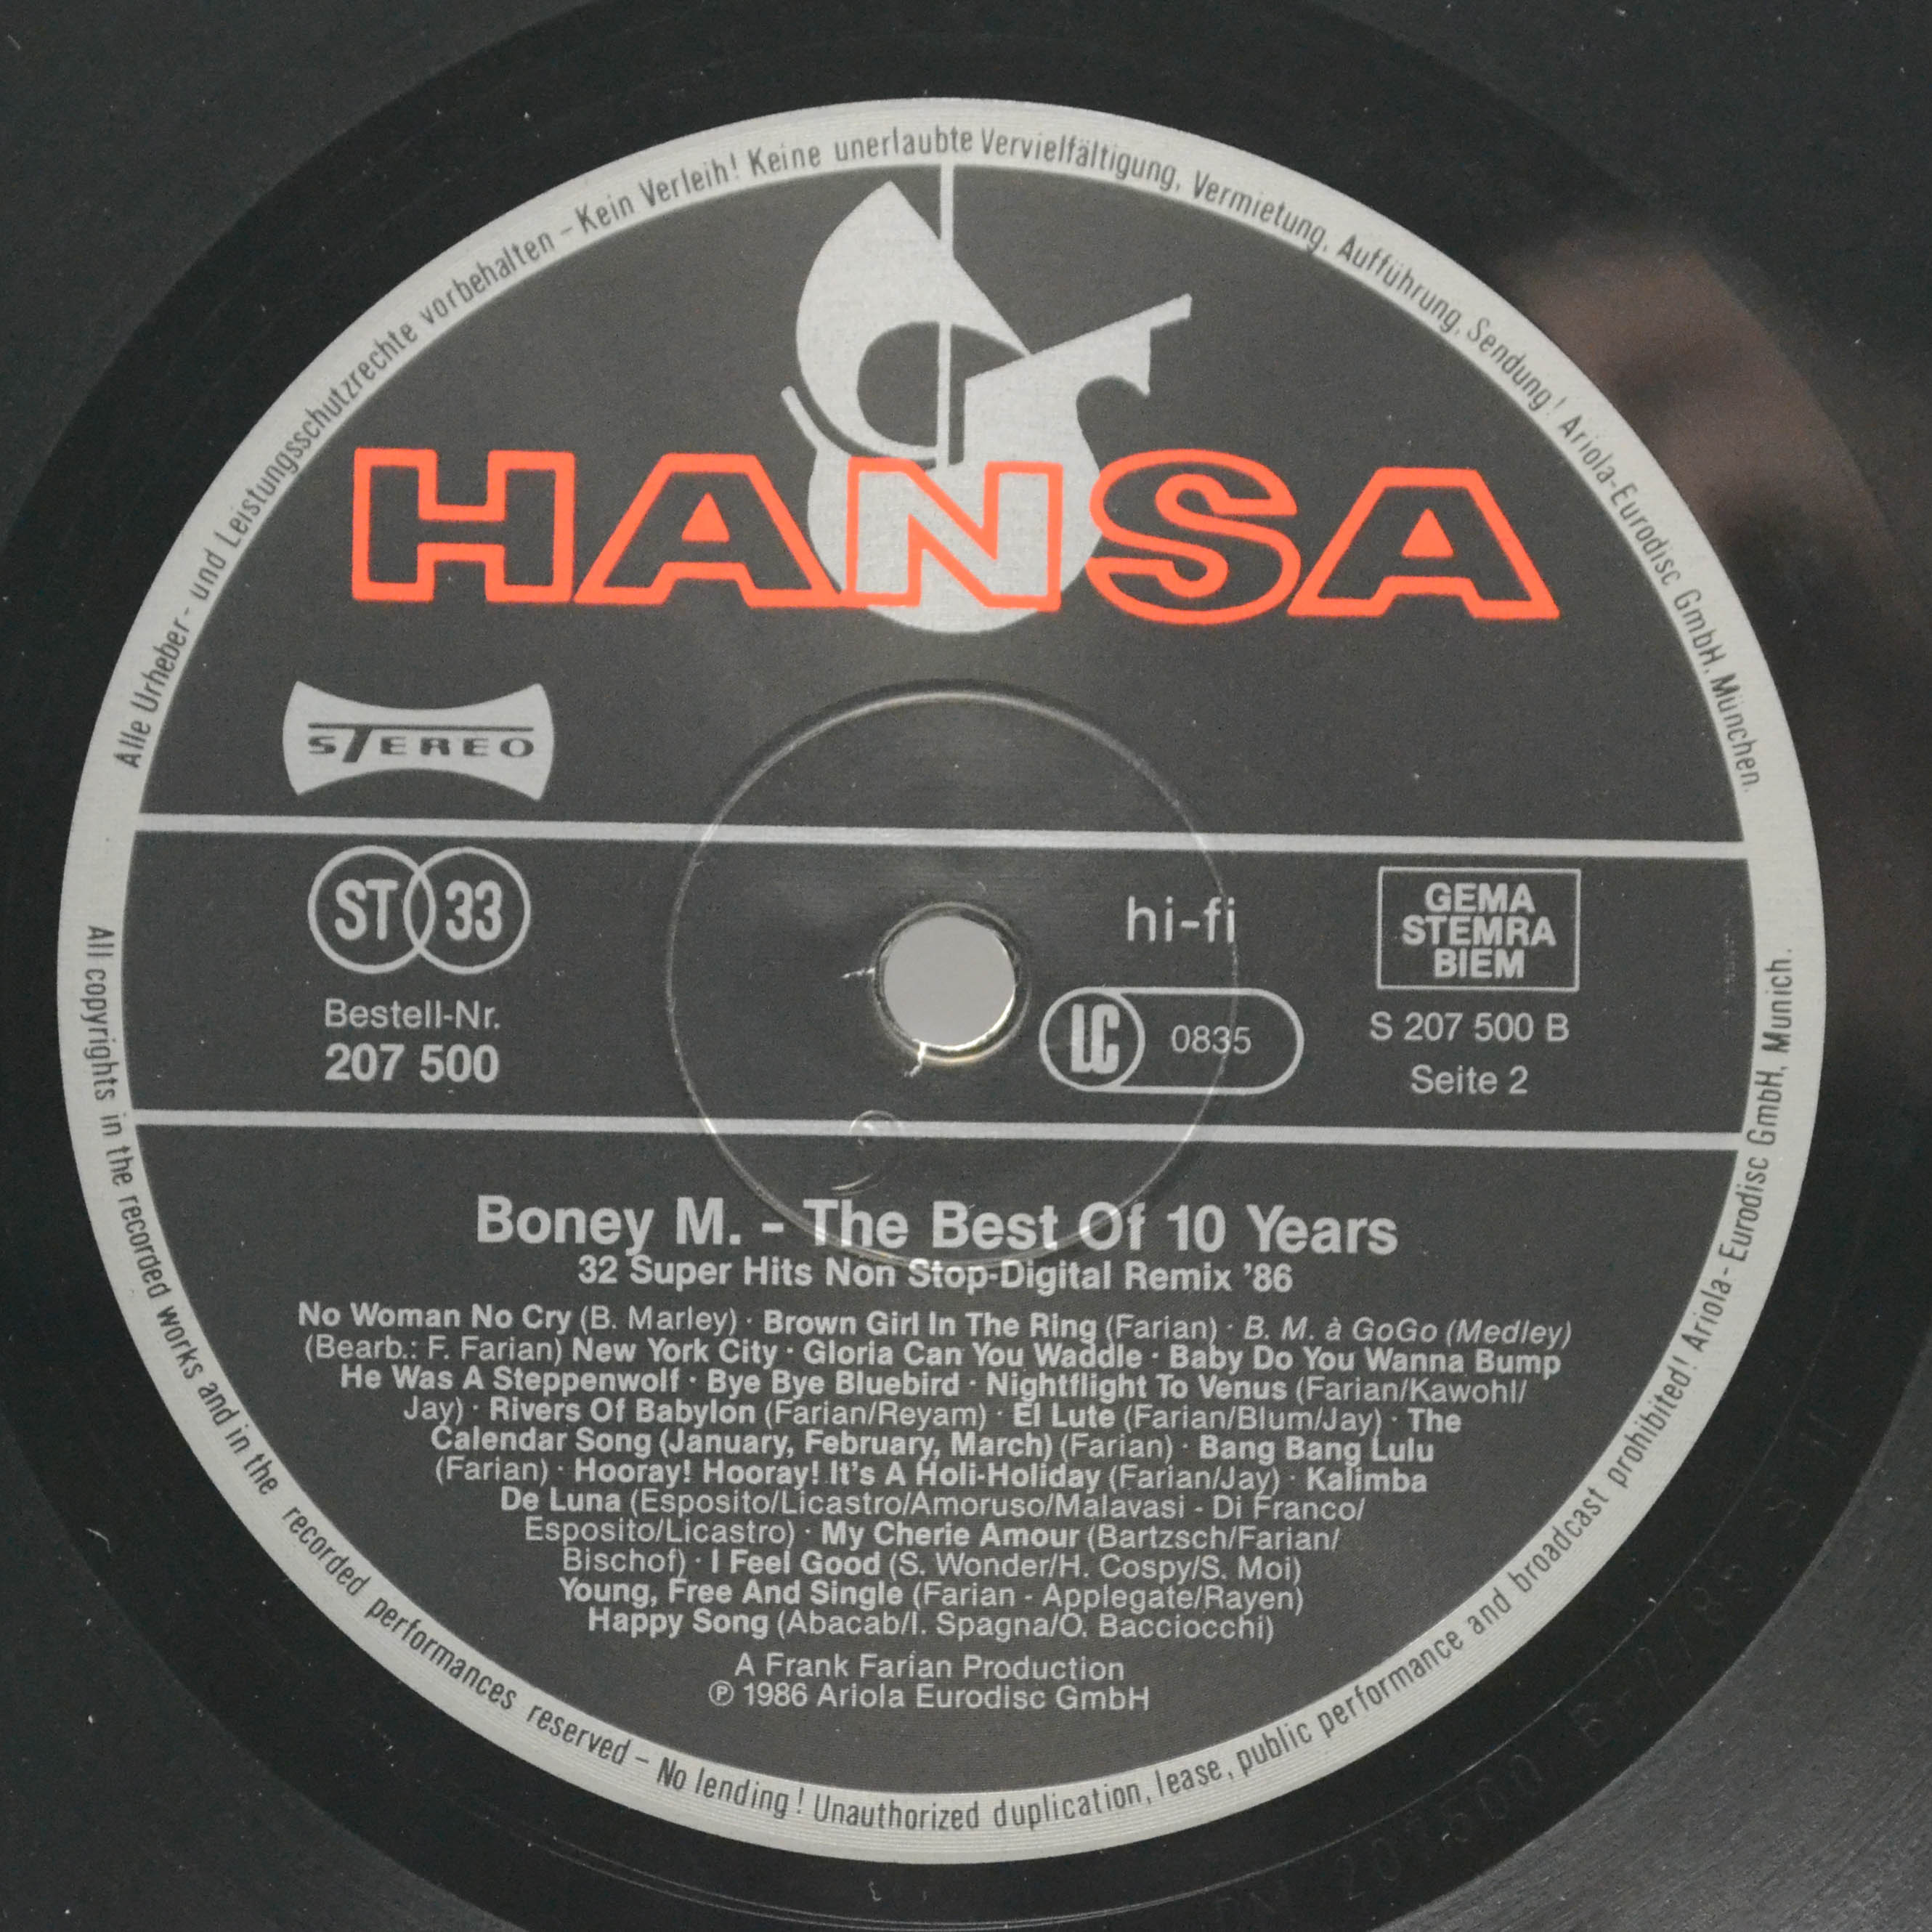 Alle Urheber- und Leistungsschutzrechte vorbehalten – Kein Verleih! Keine unerlaubte Vervielfältigung, Vermietung, Aufführung, Sendung! Ariola-Eurodisc GmbH, München.
HANSA
STEREO
ST 33
Bestell-Nr.
207 500
hi-fi
LC 0835
GEMA
STEMRA
BIEM
S 207 500 B
Seite 2
Boney M. - The Best Of 10 Years
32 Super Hits Non Stop-Digital Remix '86
No Woman No Cry (B. Marley) · Brown Girl In The Ring (Farian) · B. M. à GoGo (Medley)
(Bearb.: F. Farian) New York City · Gloria Can You Waddle · Baby Do You Wanna Bump
He Was A Steppenwolf · Bye Bye Bluebird · Nightflight To Venus (Farian/Kawohl/
Jay) · Rivers Of Babylon (Farian/Reyam) · El Lute (Farian/Blum/Jay) · The
Calendar Song (January, February, March) (Farian) · Bang Bang Lulu
(Farian) · Hooray! Hooray! It's A Holi-Holiday (Farian/Jay) · Kalimba
De Luna (Esposito/Licastro/Amoruso/Malavasi - Di Franco/
Esposito/Licastro) · My Cherie Amour (Bartzsch/Farian/
Bischof) · I Feel Good (S. Wonder/H. Cospy/S. Moi)
Young, Free And Single (Farian - Applegate/Rayen)
Happy Song (Abacab/I. Spagna/O. Bacciocchi)
A Frank Farian Production
℗ 1986 Ariola Eurodisc GmbH
All copyrights in the recorded works and in the recorded performances reserved – No lending! Unauthorized duplication, lease, public performance and broadcast prohibited! Ariola-Eurodisc GmbH, Munich.